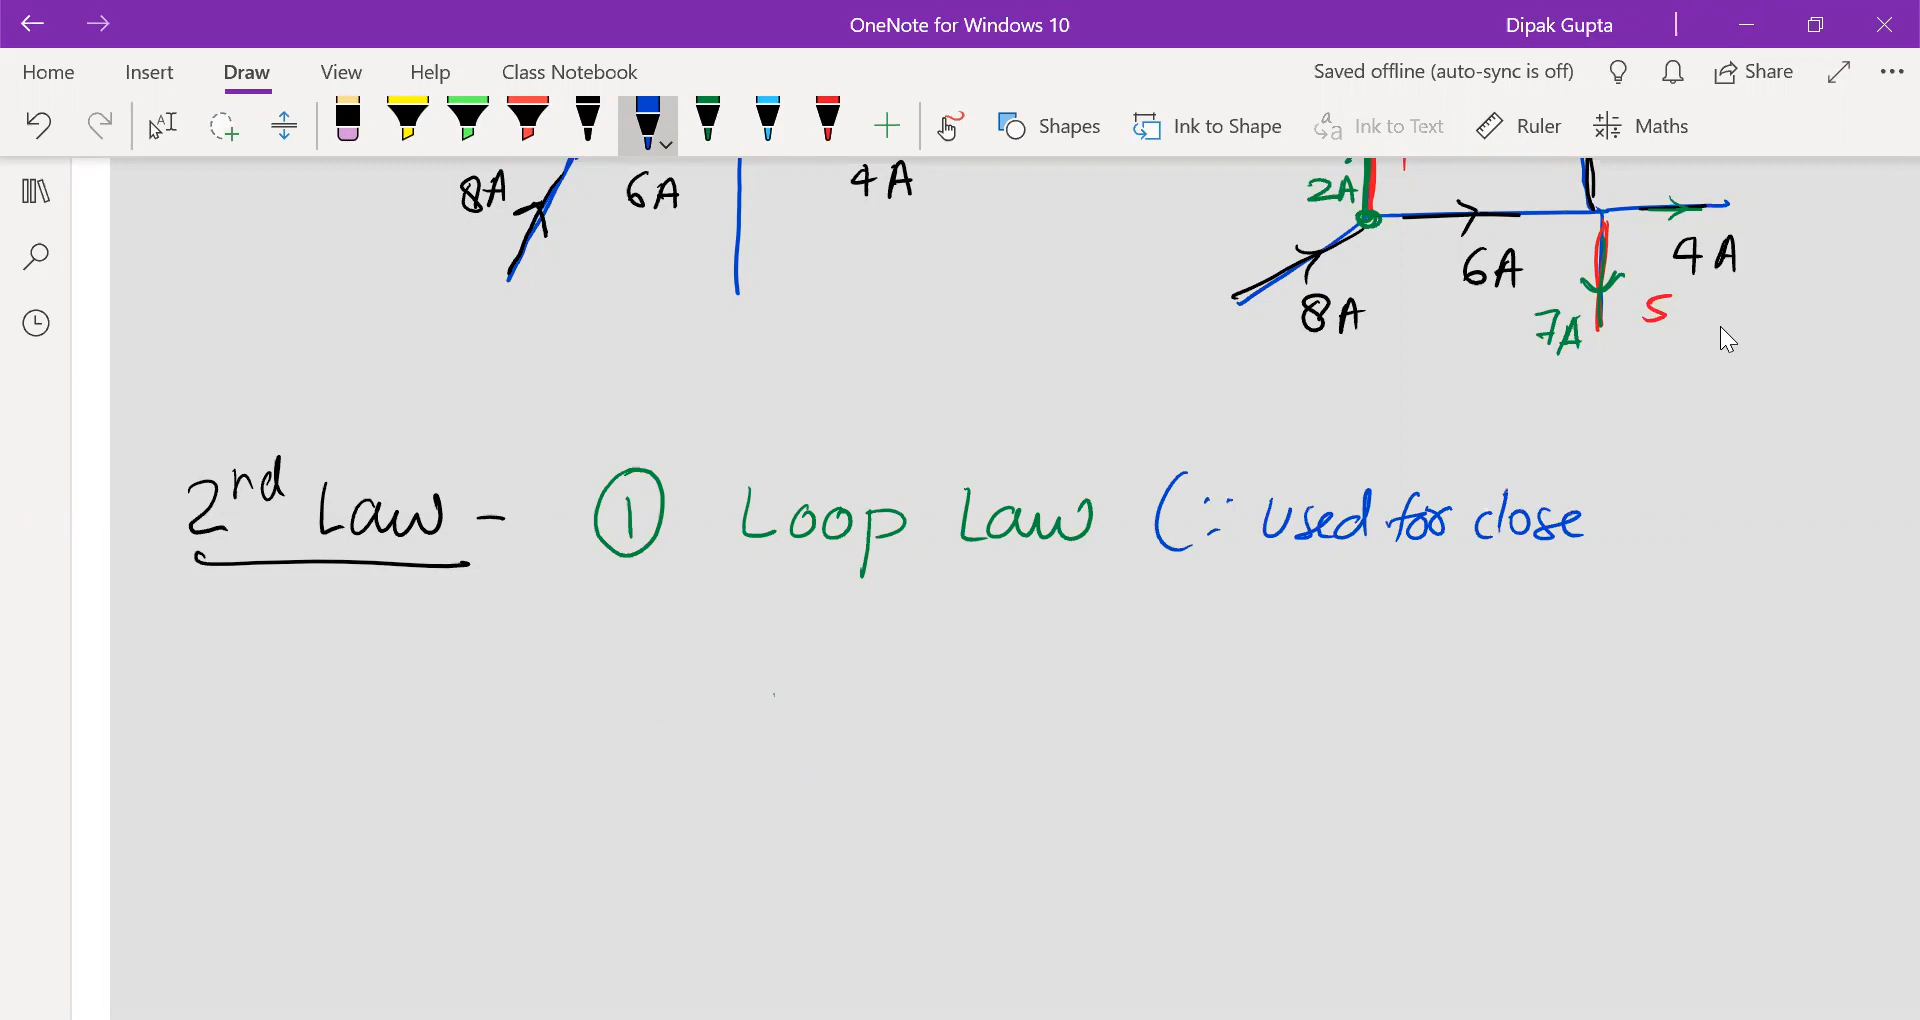 OneNote for Windows 10
Dipak Gupta
Home Insert Draw View Help Class Notebook
Saved offline (auto-sync is off) Share
Shapes Ink to Shape Ink to Text Ruler Maths
8A 6A 4A
2A
6A 4A
8A
7A 5
2nd Law - ① Loop Law (∵ Used for close